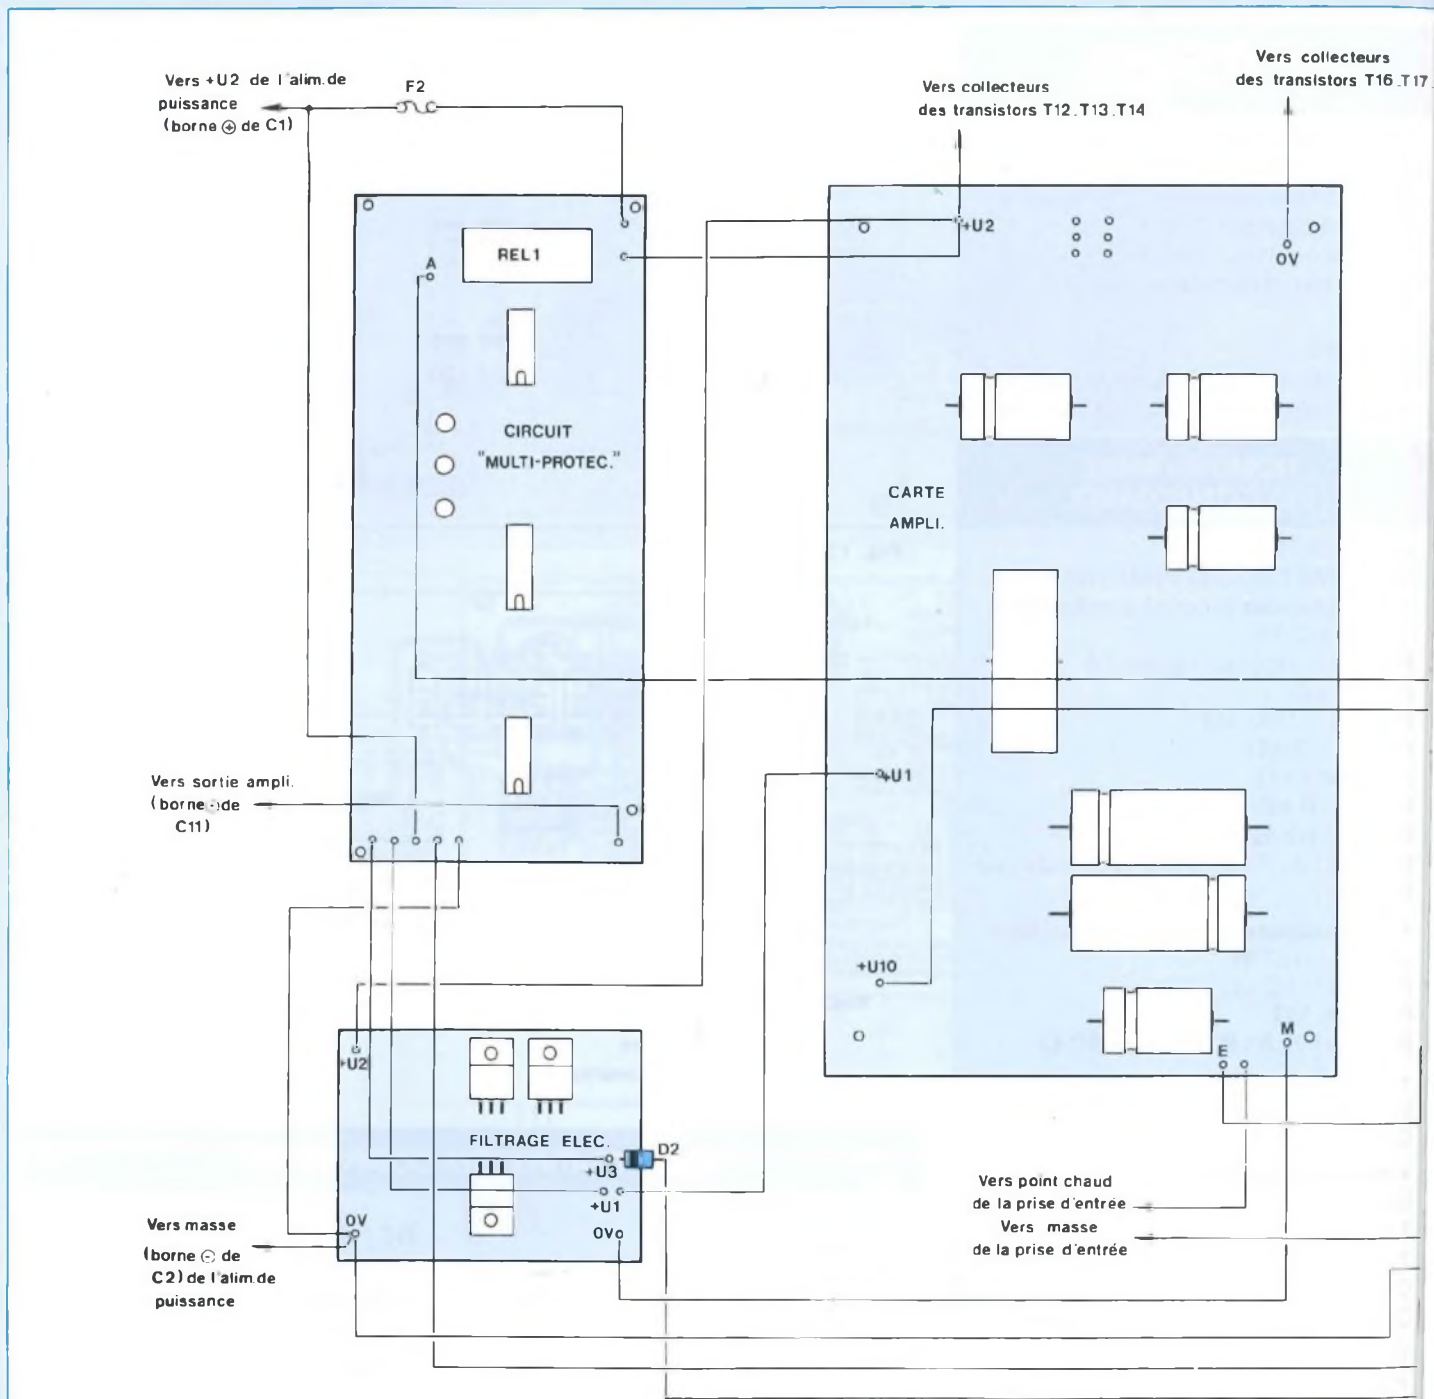 Vers +U2 de l'alim.de
puissance
(borne ⊕ de C1)
F2
Vers collecteurs
des transistors T12.T13.T14
Vers collecteurs
des transistors T16.T17.
REL1
A
+U2
0V
CIRCUIT
"MULTI-PROTEC."
CARTE
AMPLI.
+U1
Vers sortie ampli.
(borne ⊖ de
C11)
+U10
E
M
+U2
FILTRAGE ELEC.
D2
+U3
+U1
0V
0V
Vers masse
(borne ⊖ de
C2) de l'alim.de
puissance
Vers point chaud
de la prise d'entrée
Vers masse
de la prise d'entrée